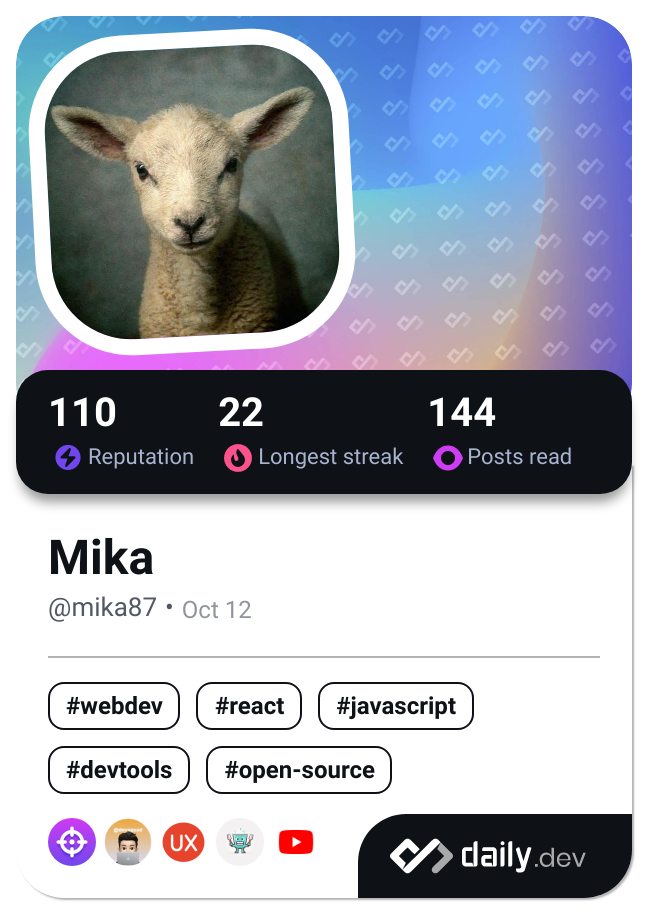 110 22 144
Reputation Longest streak Posts read
Mika
@mika87 • Oct 12
#webdev #react #javascript
#devtools #open-source
UX
daily.dev